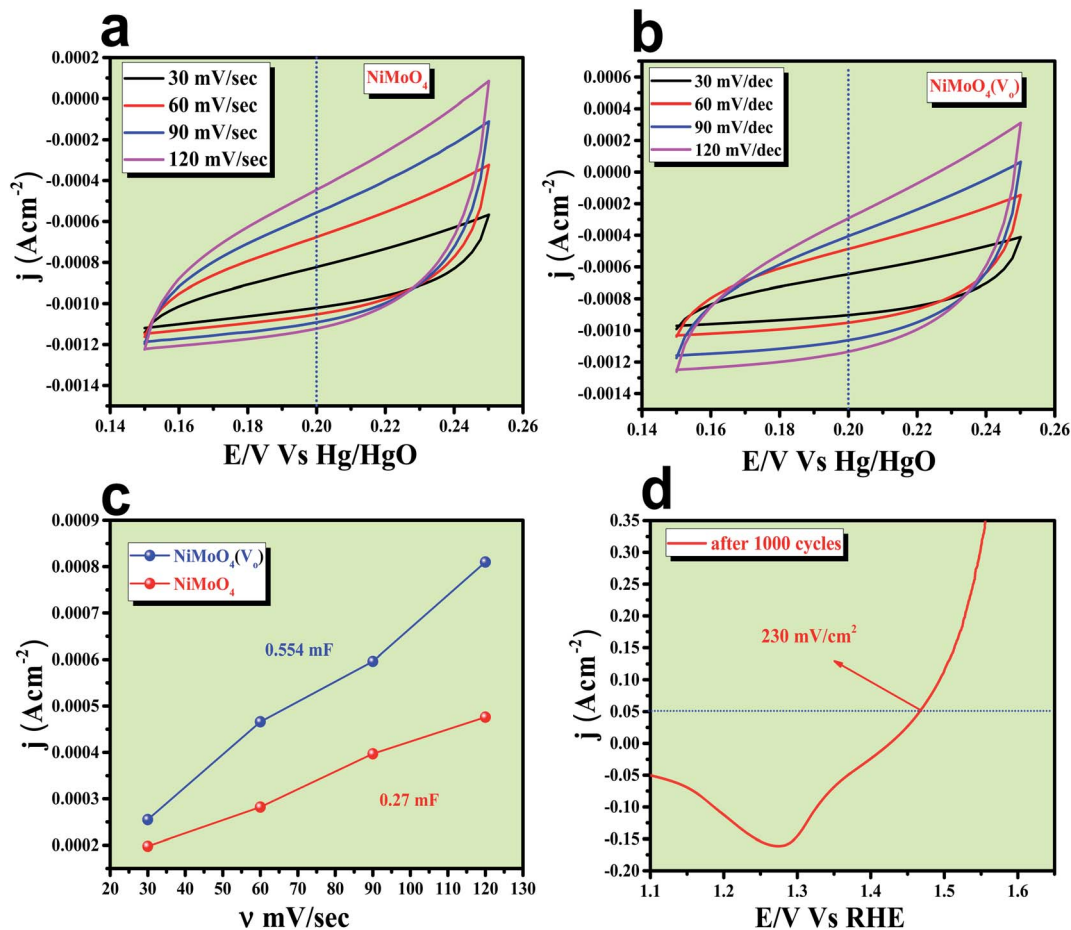 a
30 mV/sec
60 mV/sec
90 mV/sec
120 mV/sec
NiMoO₄
0.0002
0.0000
-0.0002
-0.0004
-0.0006
-0.0008
-0.0010
-0.0012
-0.0014
j (Acm⁻²)
0.14 0.16 0.18 0.20 0.22 0.24 0.26
E/V Vs Hg/HgO
b
30 mV/dec
60 mV/dec
90 mV/dec
120 mV/dec
NiMoO₄(Vₒ)
0.0006
0.0004
0.0002
0.0000
-0.0002
-0.0004
-0.0006
-0.0008
-0.0010
-0.0012
-0.0014
j (Acm⁻²)
0.14 0.16 0.18 0.20 0.22 0.24 0.26
E/V Vs Hg/HgO
c
NiMoO₄(Vₒ)
NiMoO₄
0.554 mF
0.27 mF
0.0009
0.0008
0.0007
0.0006
0.0005
0.0004
0.0003
0.0002
j (Acm⁻²)
20 30 40 50 60 70 80 90 100 110 120 130
ν mV/sec
d
after 1000 cycles
230 mV/cm²
0.35
0.30
0.25
0.20
0.15
0.10
0.05
0.00
-0.05
-0.10
-0.15
-0.20
j (Acm⁻²)
1.1 1.2 1.3 1.4 1.5 1.6
E/V Vs RHE